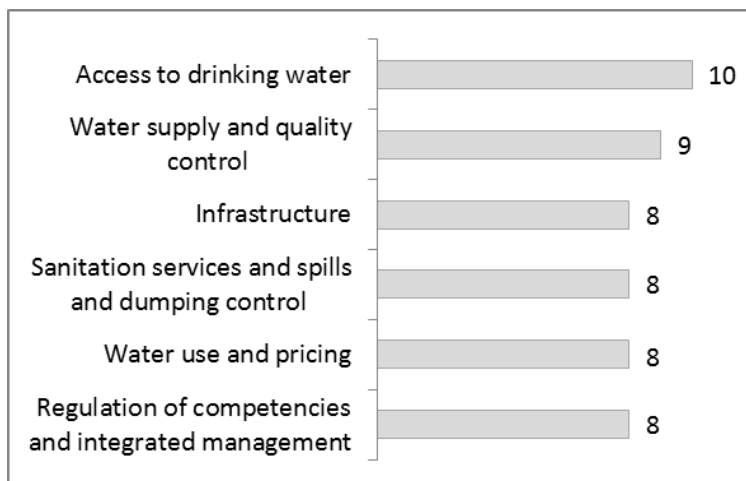 Access to drinking water
10
Water supply and quality
control
9
Infrastructure
8
Sanitation services and spills
and dumping control
8
Water use and pricing
8
Regulation of competencies
and integrated management
8